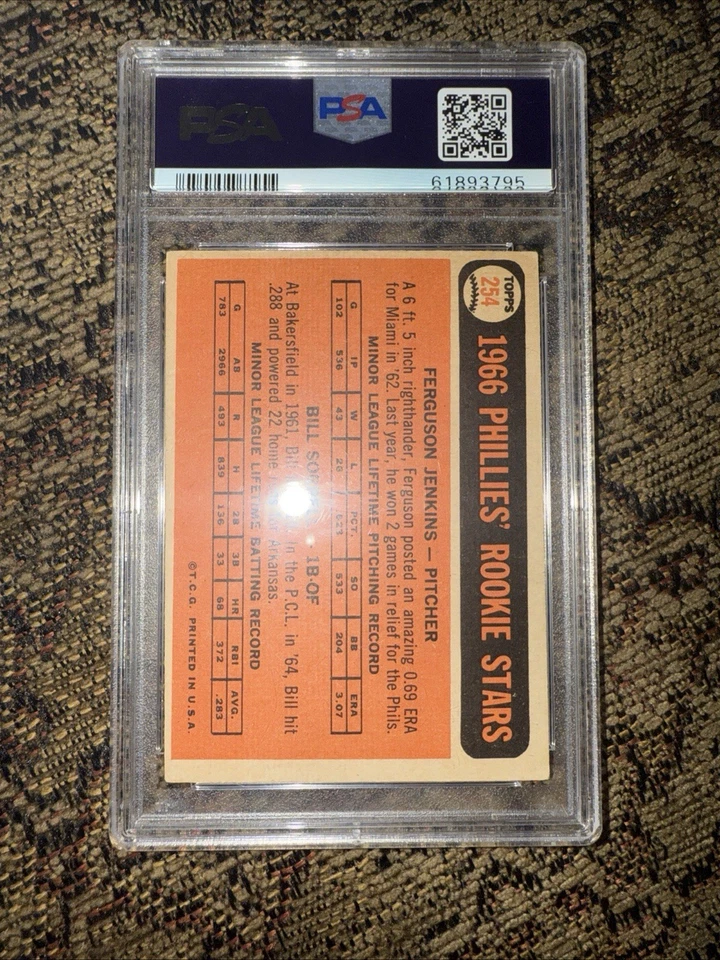 PSA
PSA
61893795
TOPPS
254
1966 PHILLIES' ROOKIE STARS
FERGUSON JENKINS — PITCHER
A 6 ft. 5 inch righthander, Ferguson posted an amazing 0.69 ERA
for Miami in '62. Last year, he won 2 games in relief for the Phils.
MINOR LEAGUE LIFETIME PITCHING RECORD
G IP W L PCT. SO BB ERA
102 536 43 533 204 3.07
BILL 1B-OF
At Bakersfield in 1961, in the P.C.L. in '64, Bill hit
.288 and powered 22 home Arkansas.
MINOR LEAGUE LIFETIME BATTING RECORD
G AB R H 2B 3B HR RBI AVG.
783 2966 493 839 136 33 68 372 .283
©T.C.G. PRINTED IN U.S.A.